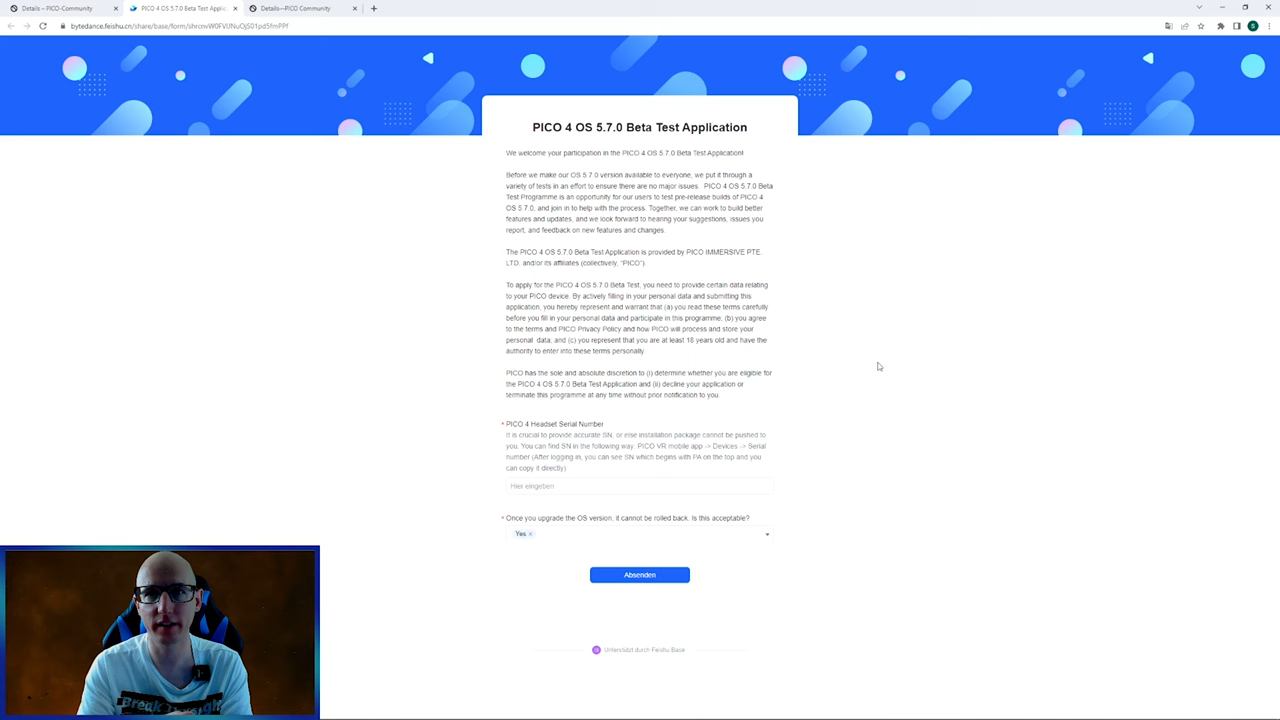 Details – PICO-Community
PICO 4 OS 5.7.0 Beta Test Applic
Details—PICO Community
PICO 4 OS 5.7.0 Beta Test Application
We welcome your participation in the PICO 4 OS 5.7.0 Beta Test Application!
Before we make our OS 5.7.0 version available to everyone, we put it through a
variety of tests in an effort to ensure there are no major issues. PICO 4 OS 5.7.0 Beta
Test Programme is an opportunity for our users to test pre-release builds of PICO 4
OS 5.7.0, and join in to help with the process. Together, we can work to build better
features and updates, and we look forward to hearing your suggestions, issues you
report, and feedback on new features and changes.
The PICO 4 OS 5.7.0 Beta Test Application is provided by PICO IMMERSIVE PTE.
LTD. and/or its affiliates (collectively, "PICO").
To apply for the PICO 4 OS 5.7.0 Beta Test, you need to provide certain data relating
to your PICO device. By actively filling in your personal data and submitting this
application, you hereby represent and warrant that (a) you read these terms carefully
before you fill in your personal data and participate in this programme; (b) you agree
to the terms and PICO Privacy Policy and how PICO will process and store your
personal data; and (c) you represent that you are at least 18 years old and have the
authority to enter into these terms personally.
PICO has the sole and absolute discretion to (i) determine whether you are eligible for
the PICO 4 OS 5.7.0 Beta Test Application and (ii) decline your application or
terminate this programme at any time without prior notification to you.
* PICO 4 Headset Serial Number
It is crucial to provide accurate SN, or else installation package cannot be pushed to
you. You can find SN in the following way: PICO VR mobile app -> Devices -> Serial
number (After logging in, you can see SN which begins with PA on the top and you
can copy it directly)
Hier eingeben
* Once you upgrade the OS version, it cannot be rolled back. Is this acceptable?
Yes ×
Absenden
Unterstützt durch Feishu Base
Break Through